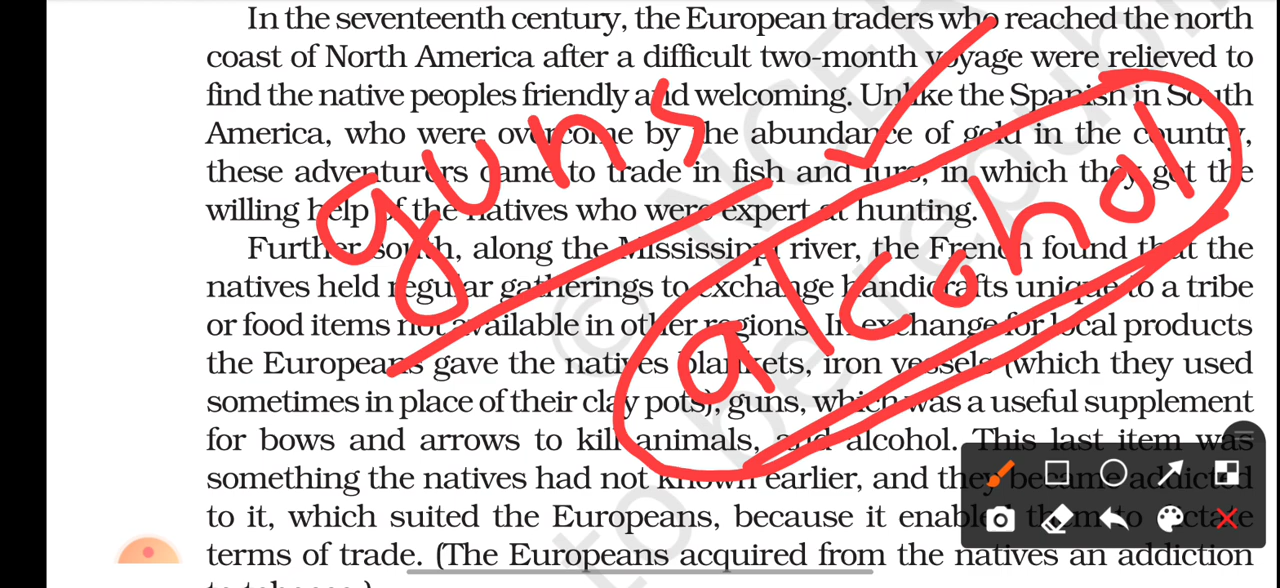 In the seventeenth century, the European traders who reached the north
coast of North America after a difficult two-month voyage were relieved to
find the native peoples friendly and welcoming. Unlike the Spanish in South
America, who were overcome by the abundance of gold in the country,
these adventurers came to trade in fish and furs, in which they got the
willing help of the natives who were expert at hunting.
Further south, along the Mississippi river, the French found that the
natives held regular gatherings to exchange handicrafts unique to a tribe
or food items not available in other regions. In exchange for local products
the Europeans gave the natives blankets, iron vessels (which they used
sometimes in place of their clay pots), guns, which was a useful supplement
for bows and arrows to kill animals, and alcohol. This last item was
something the natives had not known earlier, and they became addicted
to it, which suited the Europeans, because it enabled them to dictate
terms of trade. (The Europeans acquired from the natives an addiction
guns
alcohol